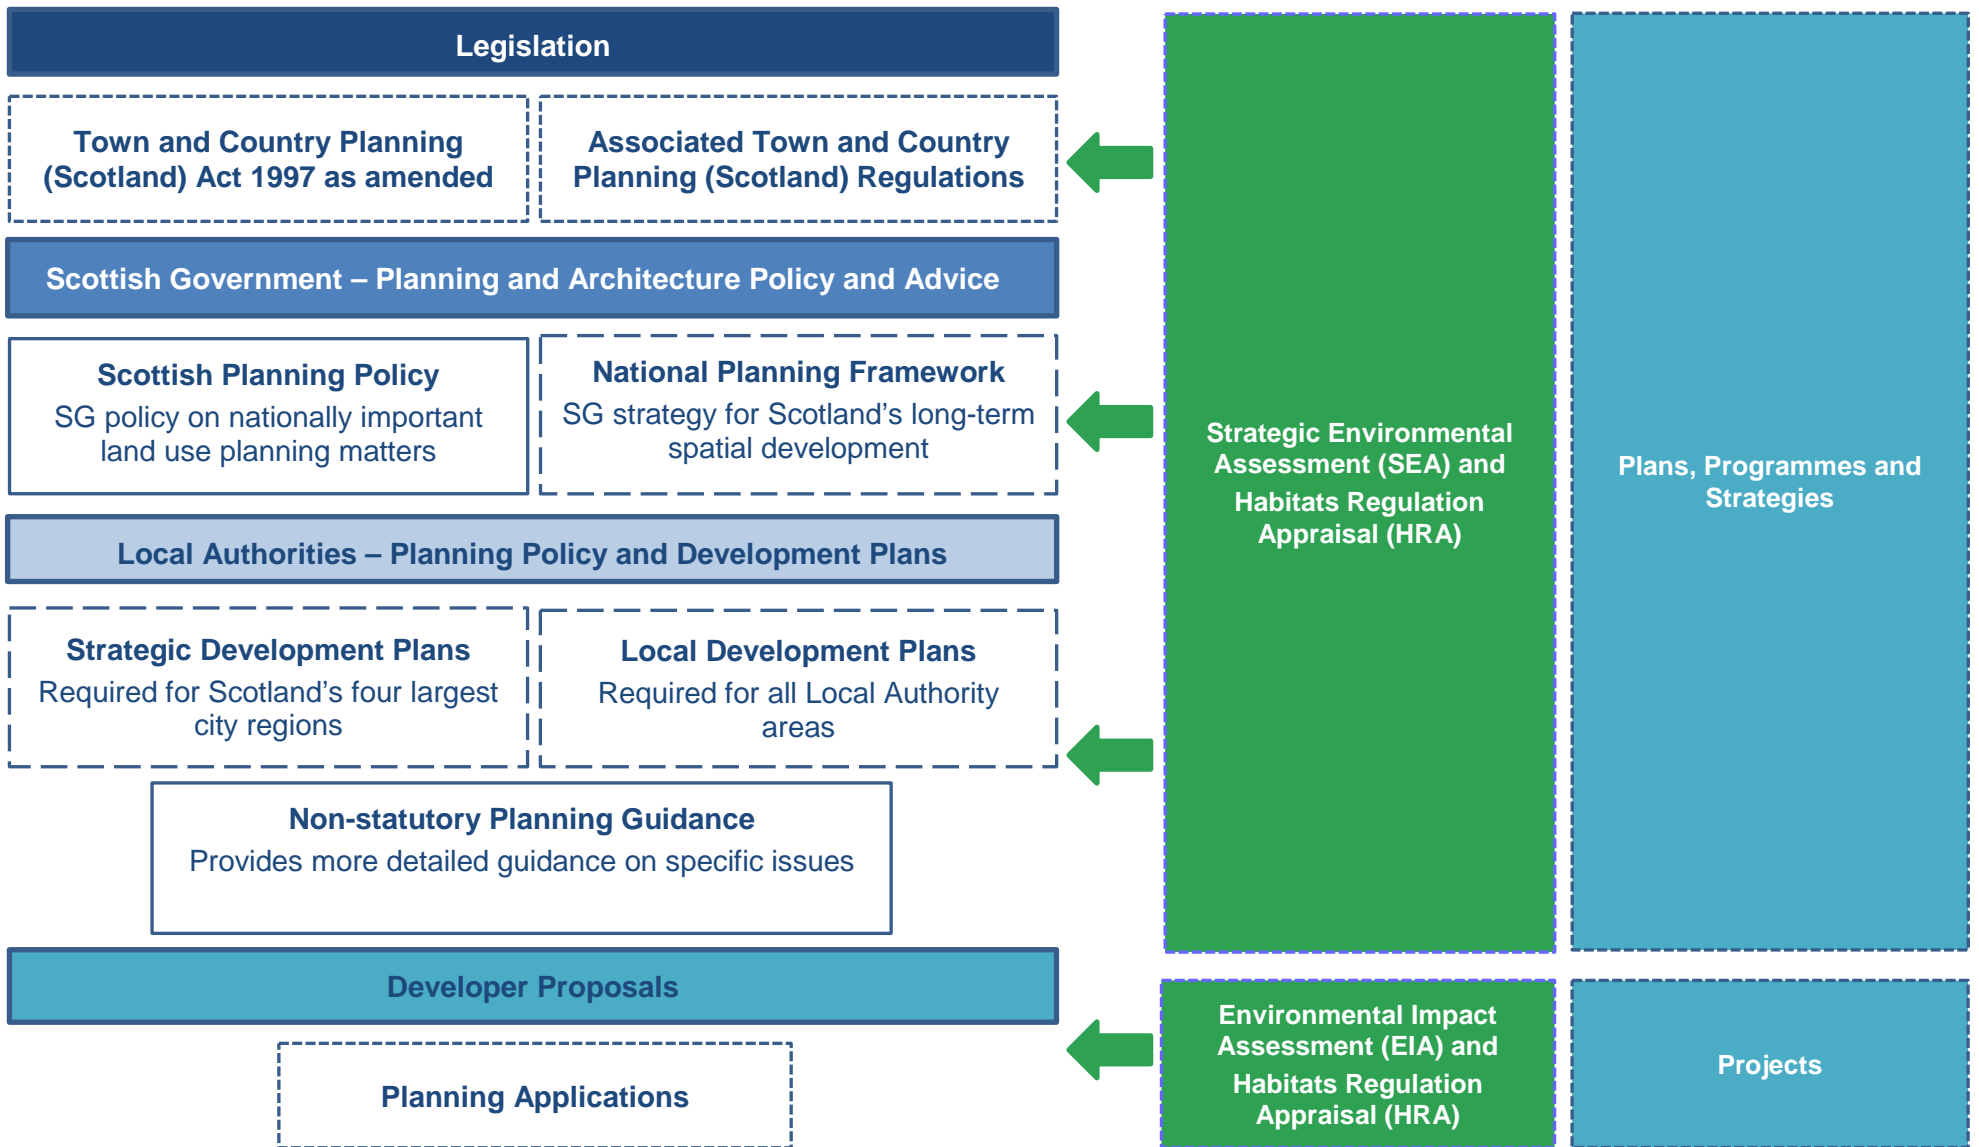 Legislation
Town and Country Planning
(Scotland) Act 1997 as amended
Associated Town and Country
Planning (Scotland) Regulations
Scottish Government – Planning and Architecture Policy and Advice
Scottish Planning Policy
SG policy on nationally important
land use planning matters
National Planning Framework
SG strategy for Scotland’s long-term
spatial development
Local Authorities – Planning Policy and Development Plans
Strategic Development Plans
Required for Scotland’s four largest
city regions
Local Development Plans
Required for all Local Authority
areas
Non-statutory Planning Guidance
Provides more detailed guidance on specific issues
Developer Proposals
Planning Applications
Strategic Environmental
Assessment (SEA) and
Habitats Regulation
Appraisal (HRA)
Plans, Programmes and
Strategies
Environmental Impact
Assessment (EIA) and
Habitats Regulation
Appraisal (HRA)
Projects